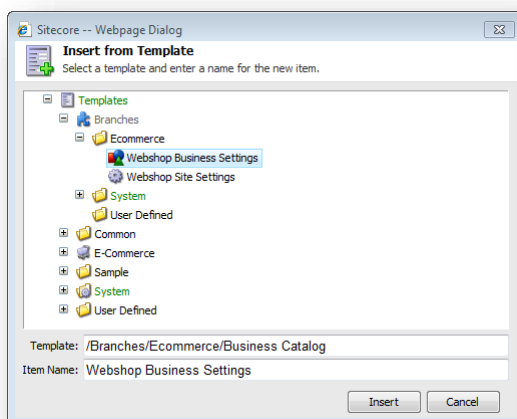 Sitecore -- Webpage Dialog
Insert from Template
Select a template and enter a name for the new item.
Templates
Branches
Ecommerce
Webshop Business Settings
Webshop Site Settings
System
User Defined
Common
E-Commerce
Sample
System
User Defined
Template: /Branches/Ecommerce/Business Catalog
Item Name: Webshop Business Settings
Insert Cancel